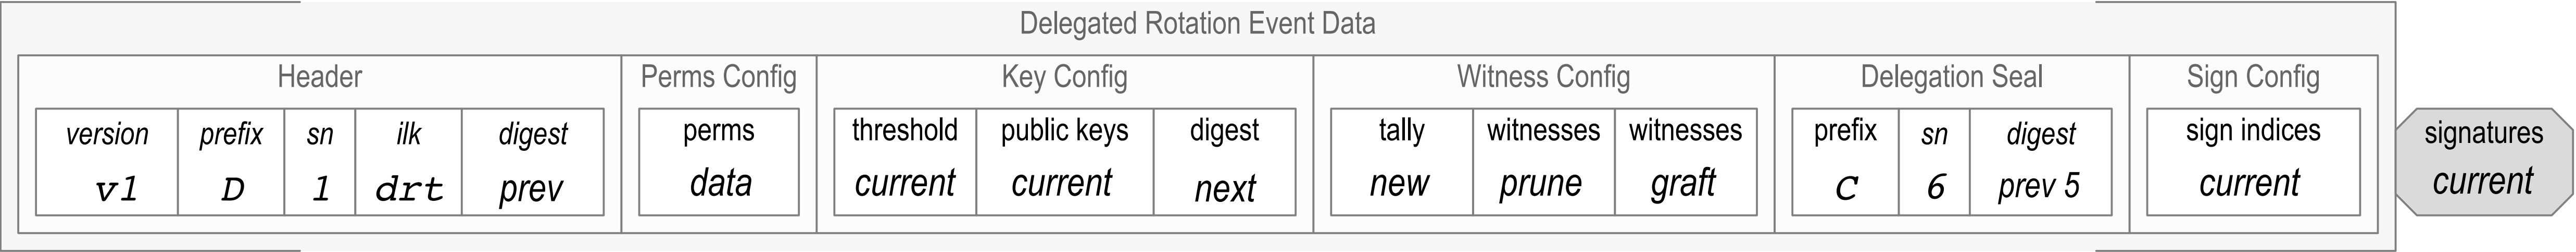 Delegated Rotation Event Data
Header Perms Config Key Config Witness Config Delegation Seal Sign Config
version prefix sn ilk digest perms threshold public keys digest tally witnesses witnesses prefix sn digest sign indices signatures
v1 D 1 drt prev data current current next new prune graft C 6 prev 5 current current